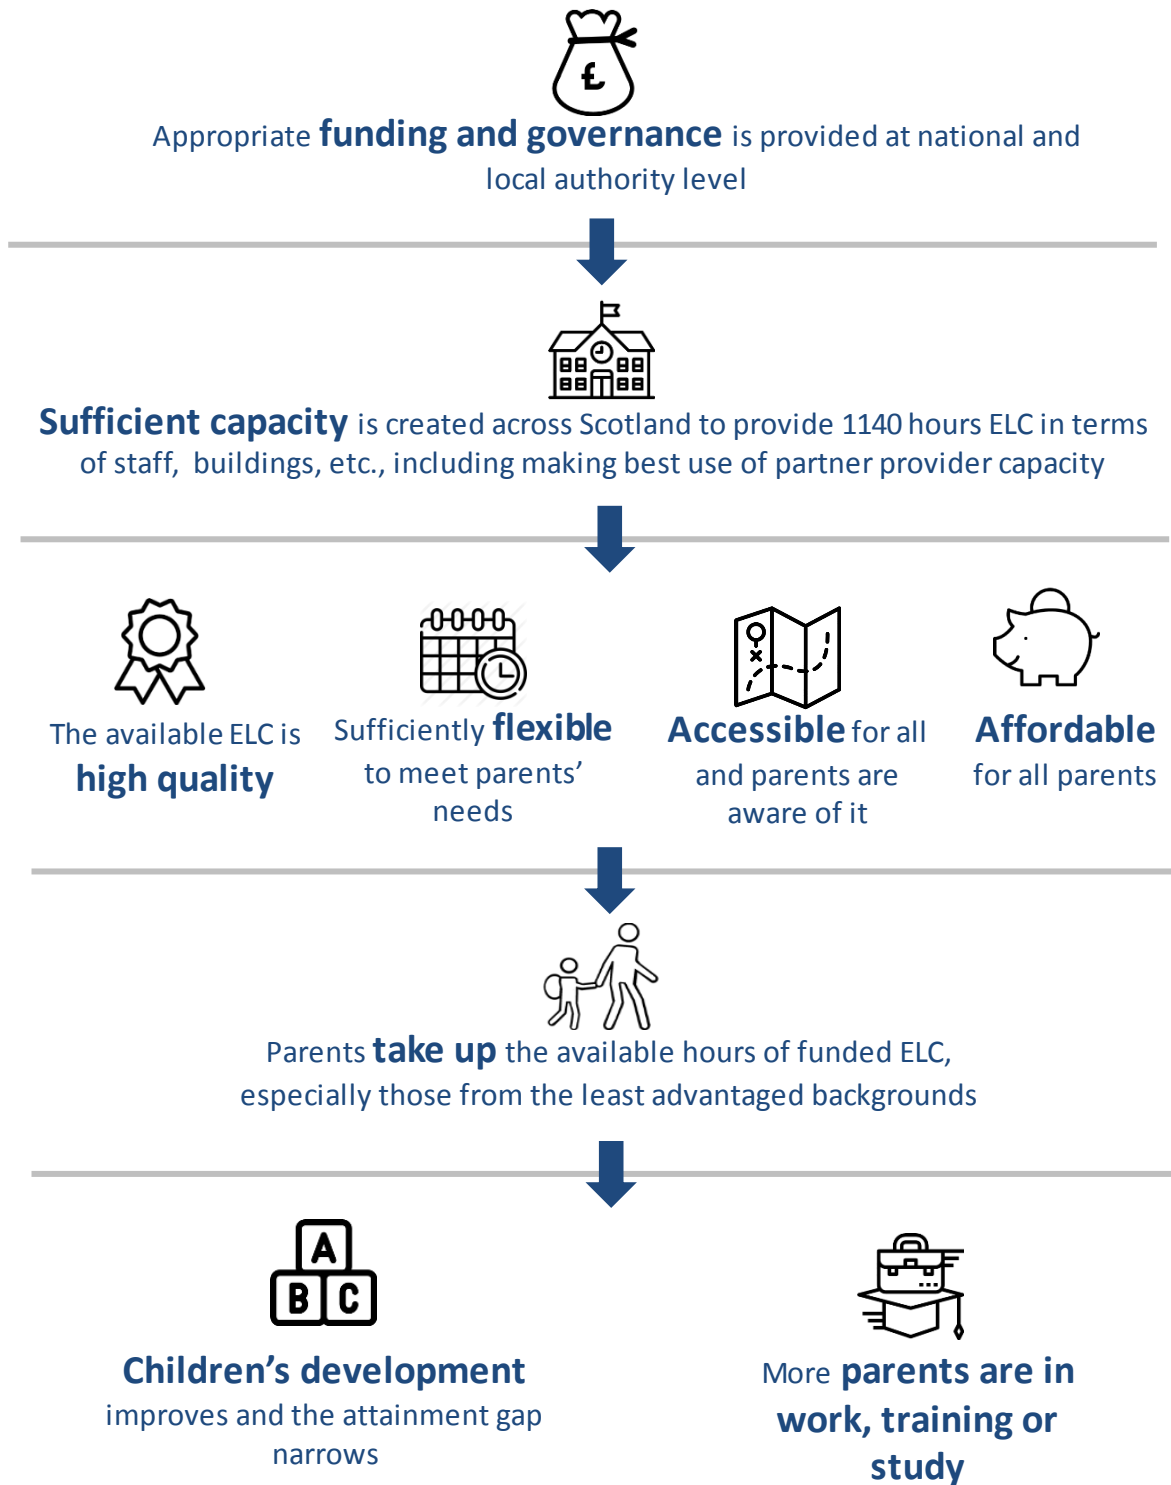 £
Appropriate funding and governance is provided at national and
local authority level
Sufficient capacity is created across Scotland to provide 1140 hours ELC in terms
of staff, buildings, etc., including making best use of partner provider capacity
The available ELC is
high quality
Sufficiently flexible
to meet parents’
needs
Accessible for all
and parents are
aware of it
Affordable
for all parents
Parents take up the available hours of funded ELC,
especially those from the least advantaged backgrounds
A
B C
Children’s development
improves and the attainment gap
narrows
More parents are in
work, training or
study